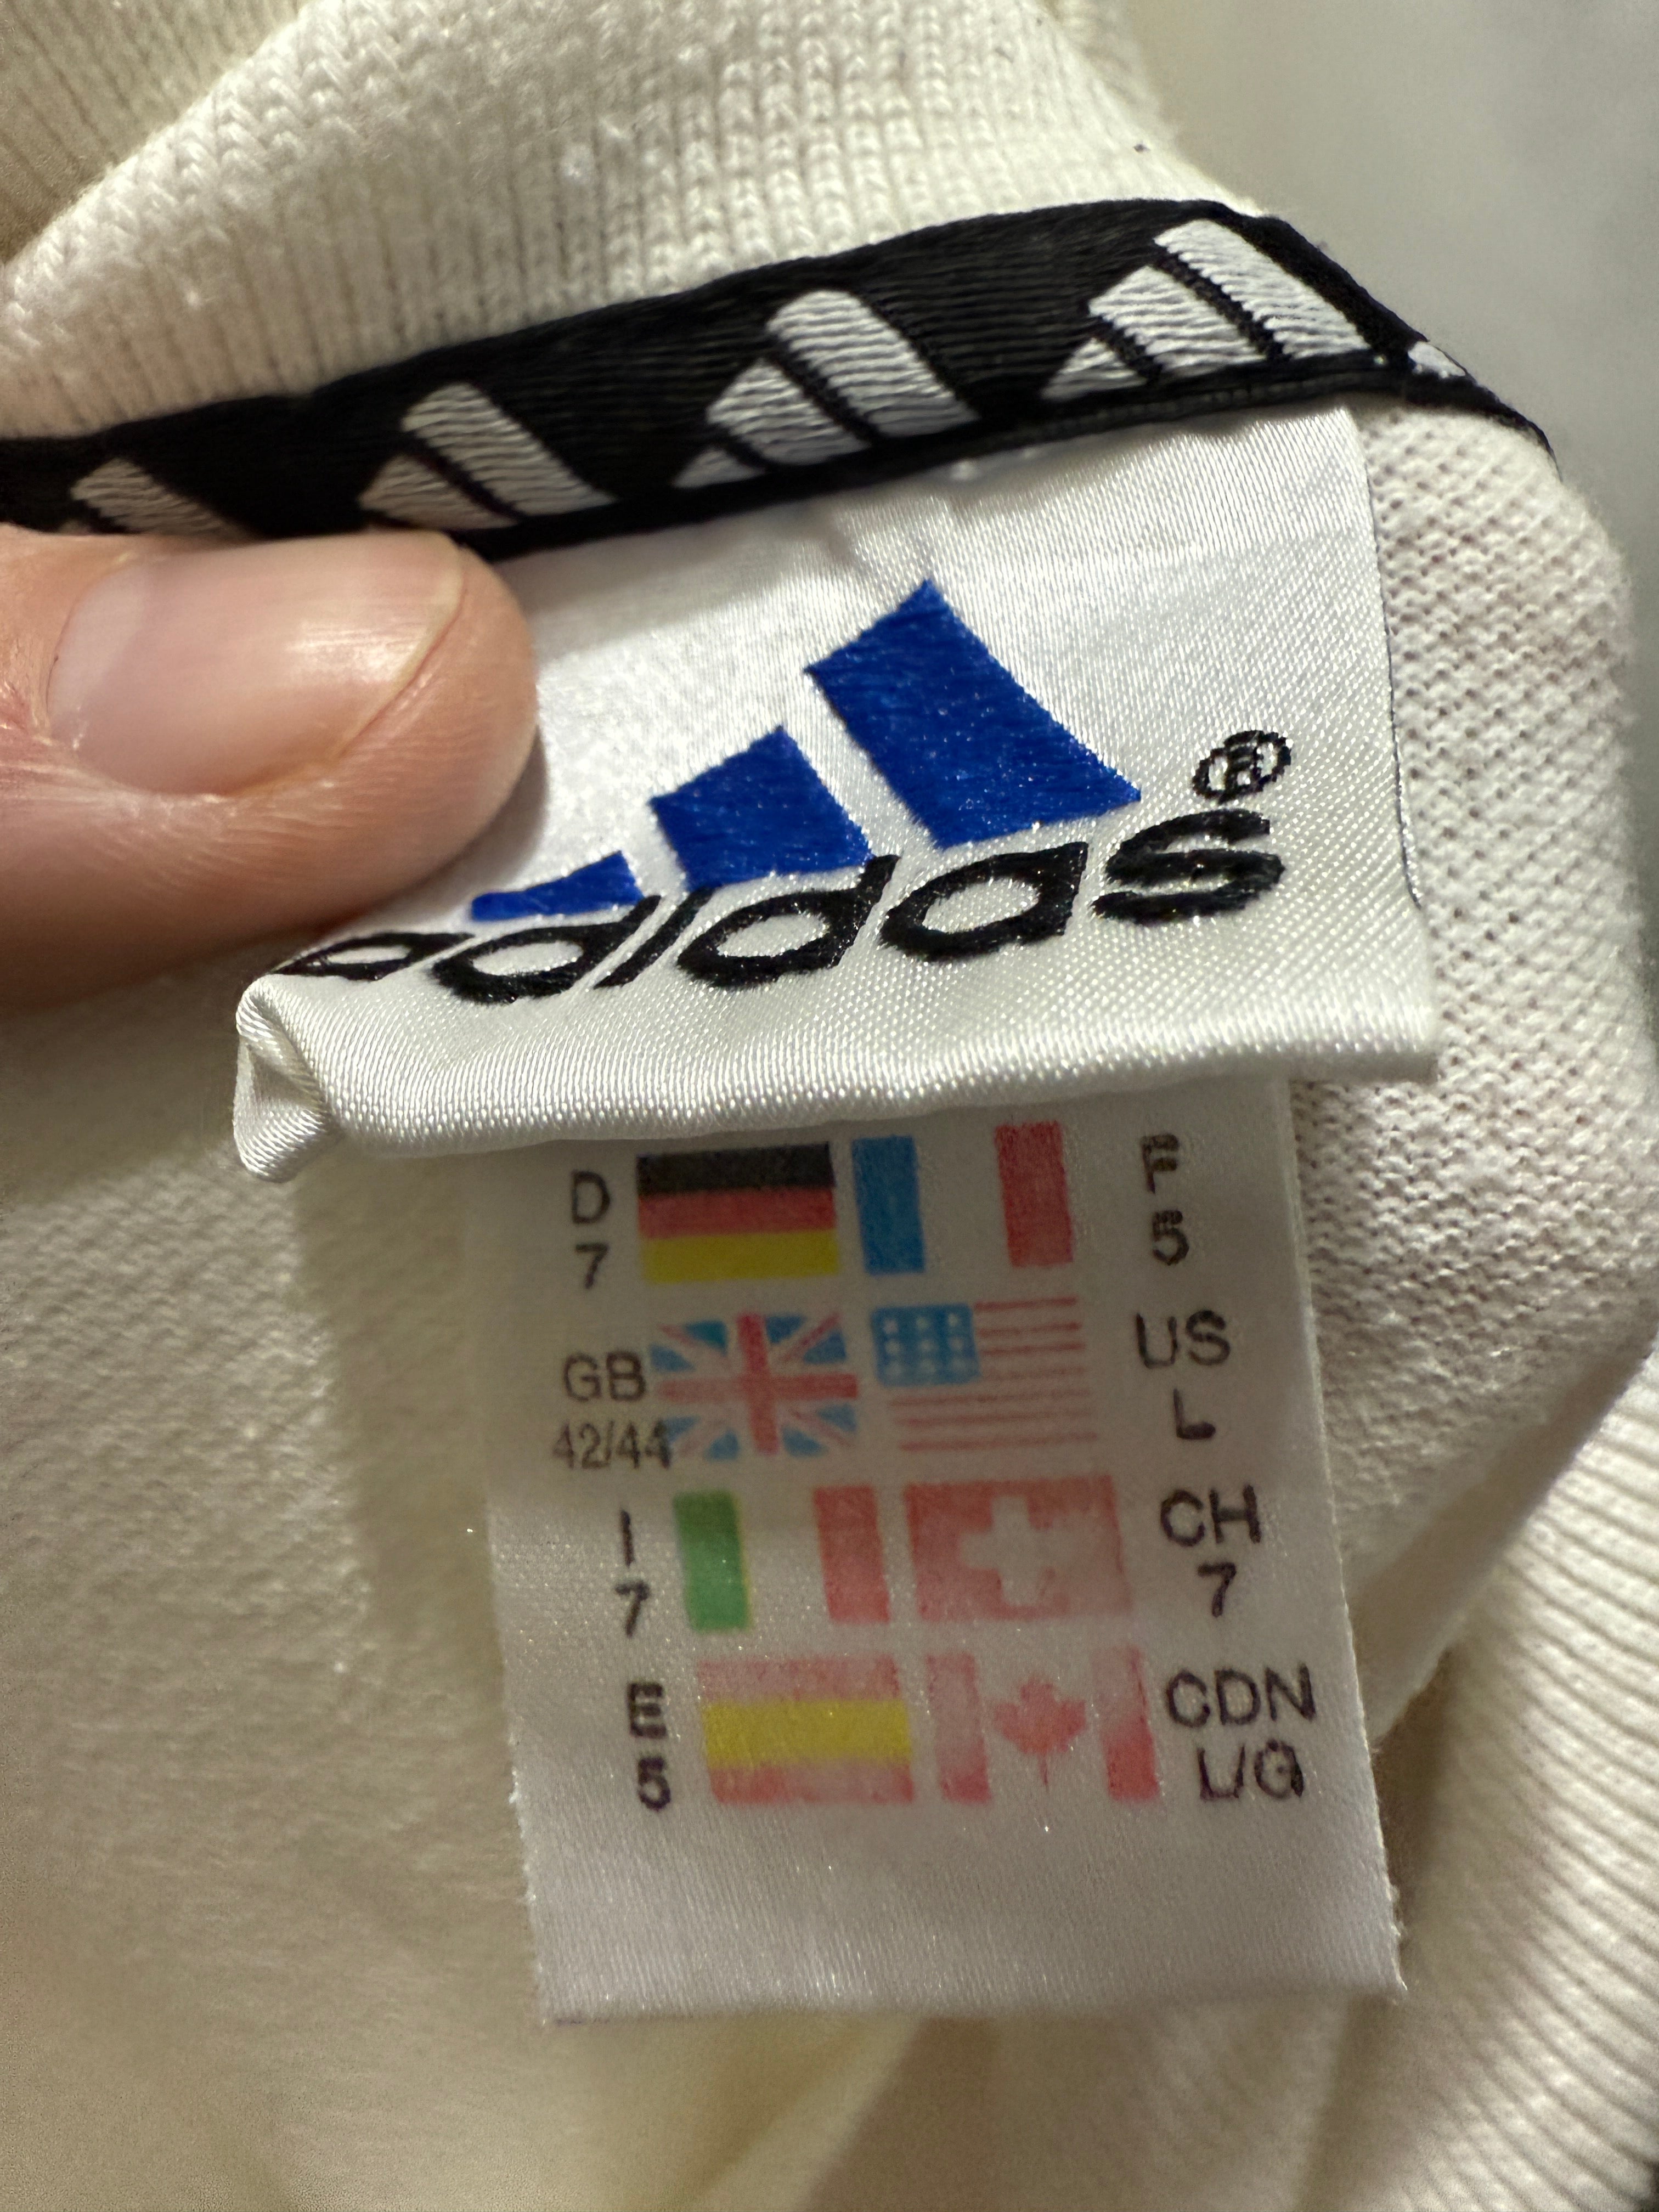 adidas®
D F
7 5
GB US
42/44 L
I CH
7 7
E CDN
5 L/G